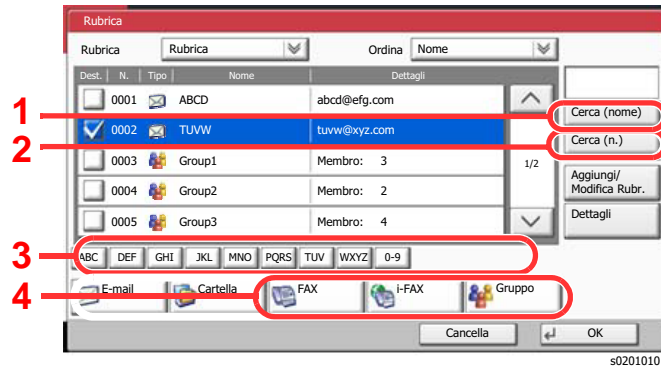 Rubrica
Rubrica Rubrica Ordina Nome
Dest. N. Tipo Nome Dettagli
0001 ABCD abcd@efg.com
1 Cerca (nome)
0002 TUVW tuvw@xyz.com
2 Cerca (n.)
0003 Group1 Membro: 3 1/2
Aggiungi/
Modifica Rubr.
0004 Group2 Membro: 2
0005 Group3 Membro: 4 Dettagli
3 ABC DEF GHI JKL MNO PQRS TUV WXYZ 0-9
4 E-mail Cartella FAX i-FAX Gruppo
Cancella OK
s0201010